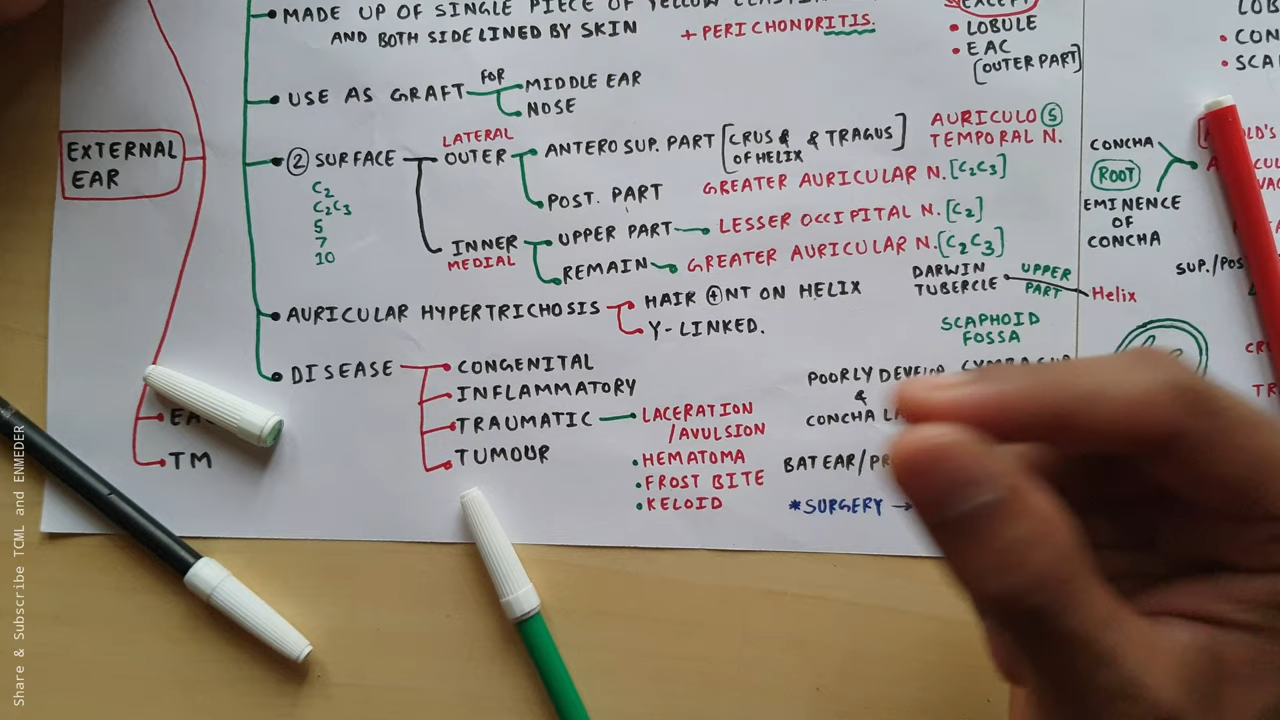 MADE UP OF SINGLE PIECE OF YELLOW
AND BOTH SIDE LINED BY SKIN + PERICHONDRITIS.
EXCEPT
• LOBULE
• EAC
[OUTER PART]
• CON
• SCA
USE AS GRAFT FOR MIDDLE EAR
NOSE
EXTERNAL
EAR
② SURFACE
C2
C2C3
5
7
10
LATERAL
OUTER
ANTERO SUP. PART [CRUS & & TRAGUS]
OF HELIX
AURICULO ⑤
TEMPORAL N.
POST. PART GREATER AURICULAR N. [C2C3]
INNER
MEDIAL
UPPER PART LESSER OCCIPITAL N. [C2]
REMAIN GREATER AURICULAR N. [C2C3]
CONCHA
ROOT
EMINENCE
OF
CONCHA
SUP./POS
DARWIN
TUBERCLE
UPPER
PART
Helix
SCAPHOID
FOSSA
AURICULAR HYPERTRICHOSIS HAIR ⊕NT ON HELIX
Y-LINKED.
DISEASE CONGENITAL
INFLAMMATORY
TRAUMATIC LACERATION
/AVULSION
TUMOUR
• HEMATOMA
• FROST BITE
• KELOID
POORLY
&
CONCHA
BAT EAR/
*SURGERY →
TM
Share & Subscribe TCML and ENMEDER